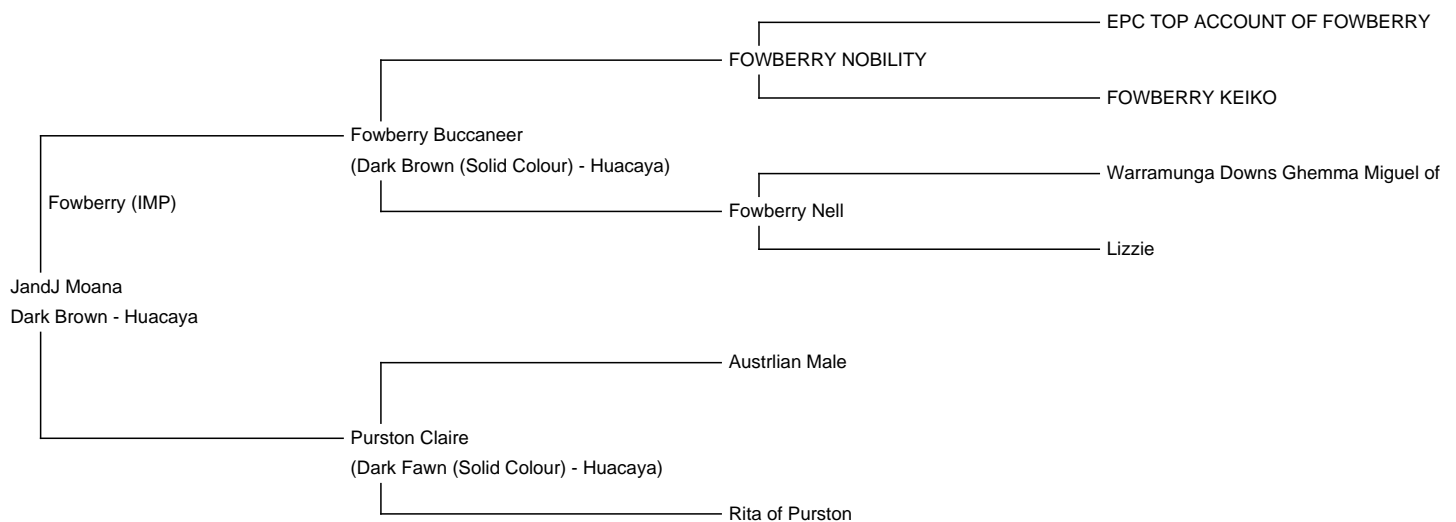 EPC TOP ACCOUNT OF FOWBERRY
FOWBERRY NOBILITY
FOWBERRY KEIKO
Fowberry Buccaneer
(Dark Brown (Solid Colour) - Huacaya)
Warramunga Downs Ghemma Miguel of
Fowberry (IMP)
Fowberry Nell
Lizzie
JandJ Moana
Dark Brown - Huacaya
Austrlian Male
Purston Claire
(Dark Fawn (Solid Colour) - Huacaya)
Rita of Purston